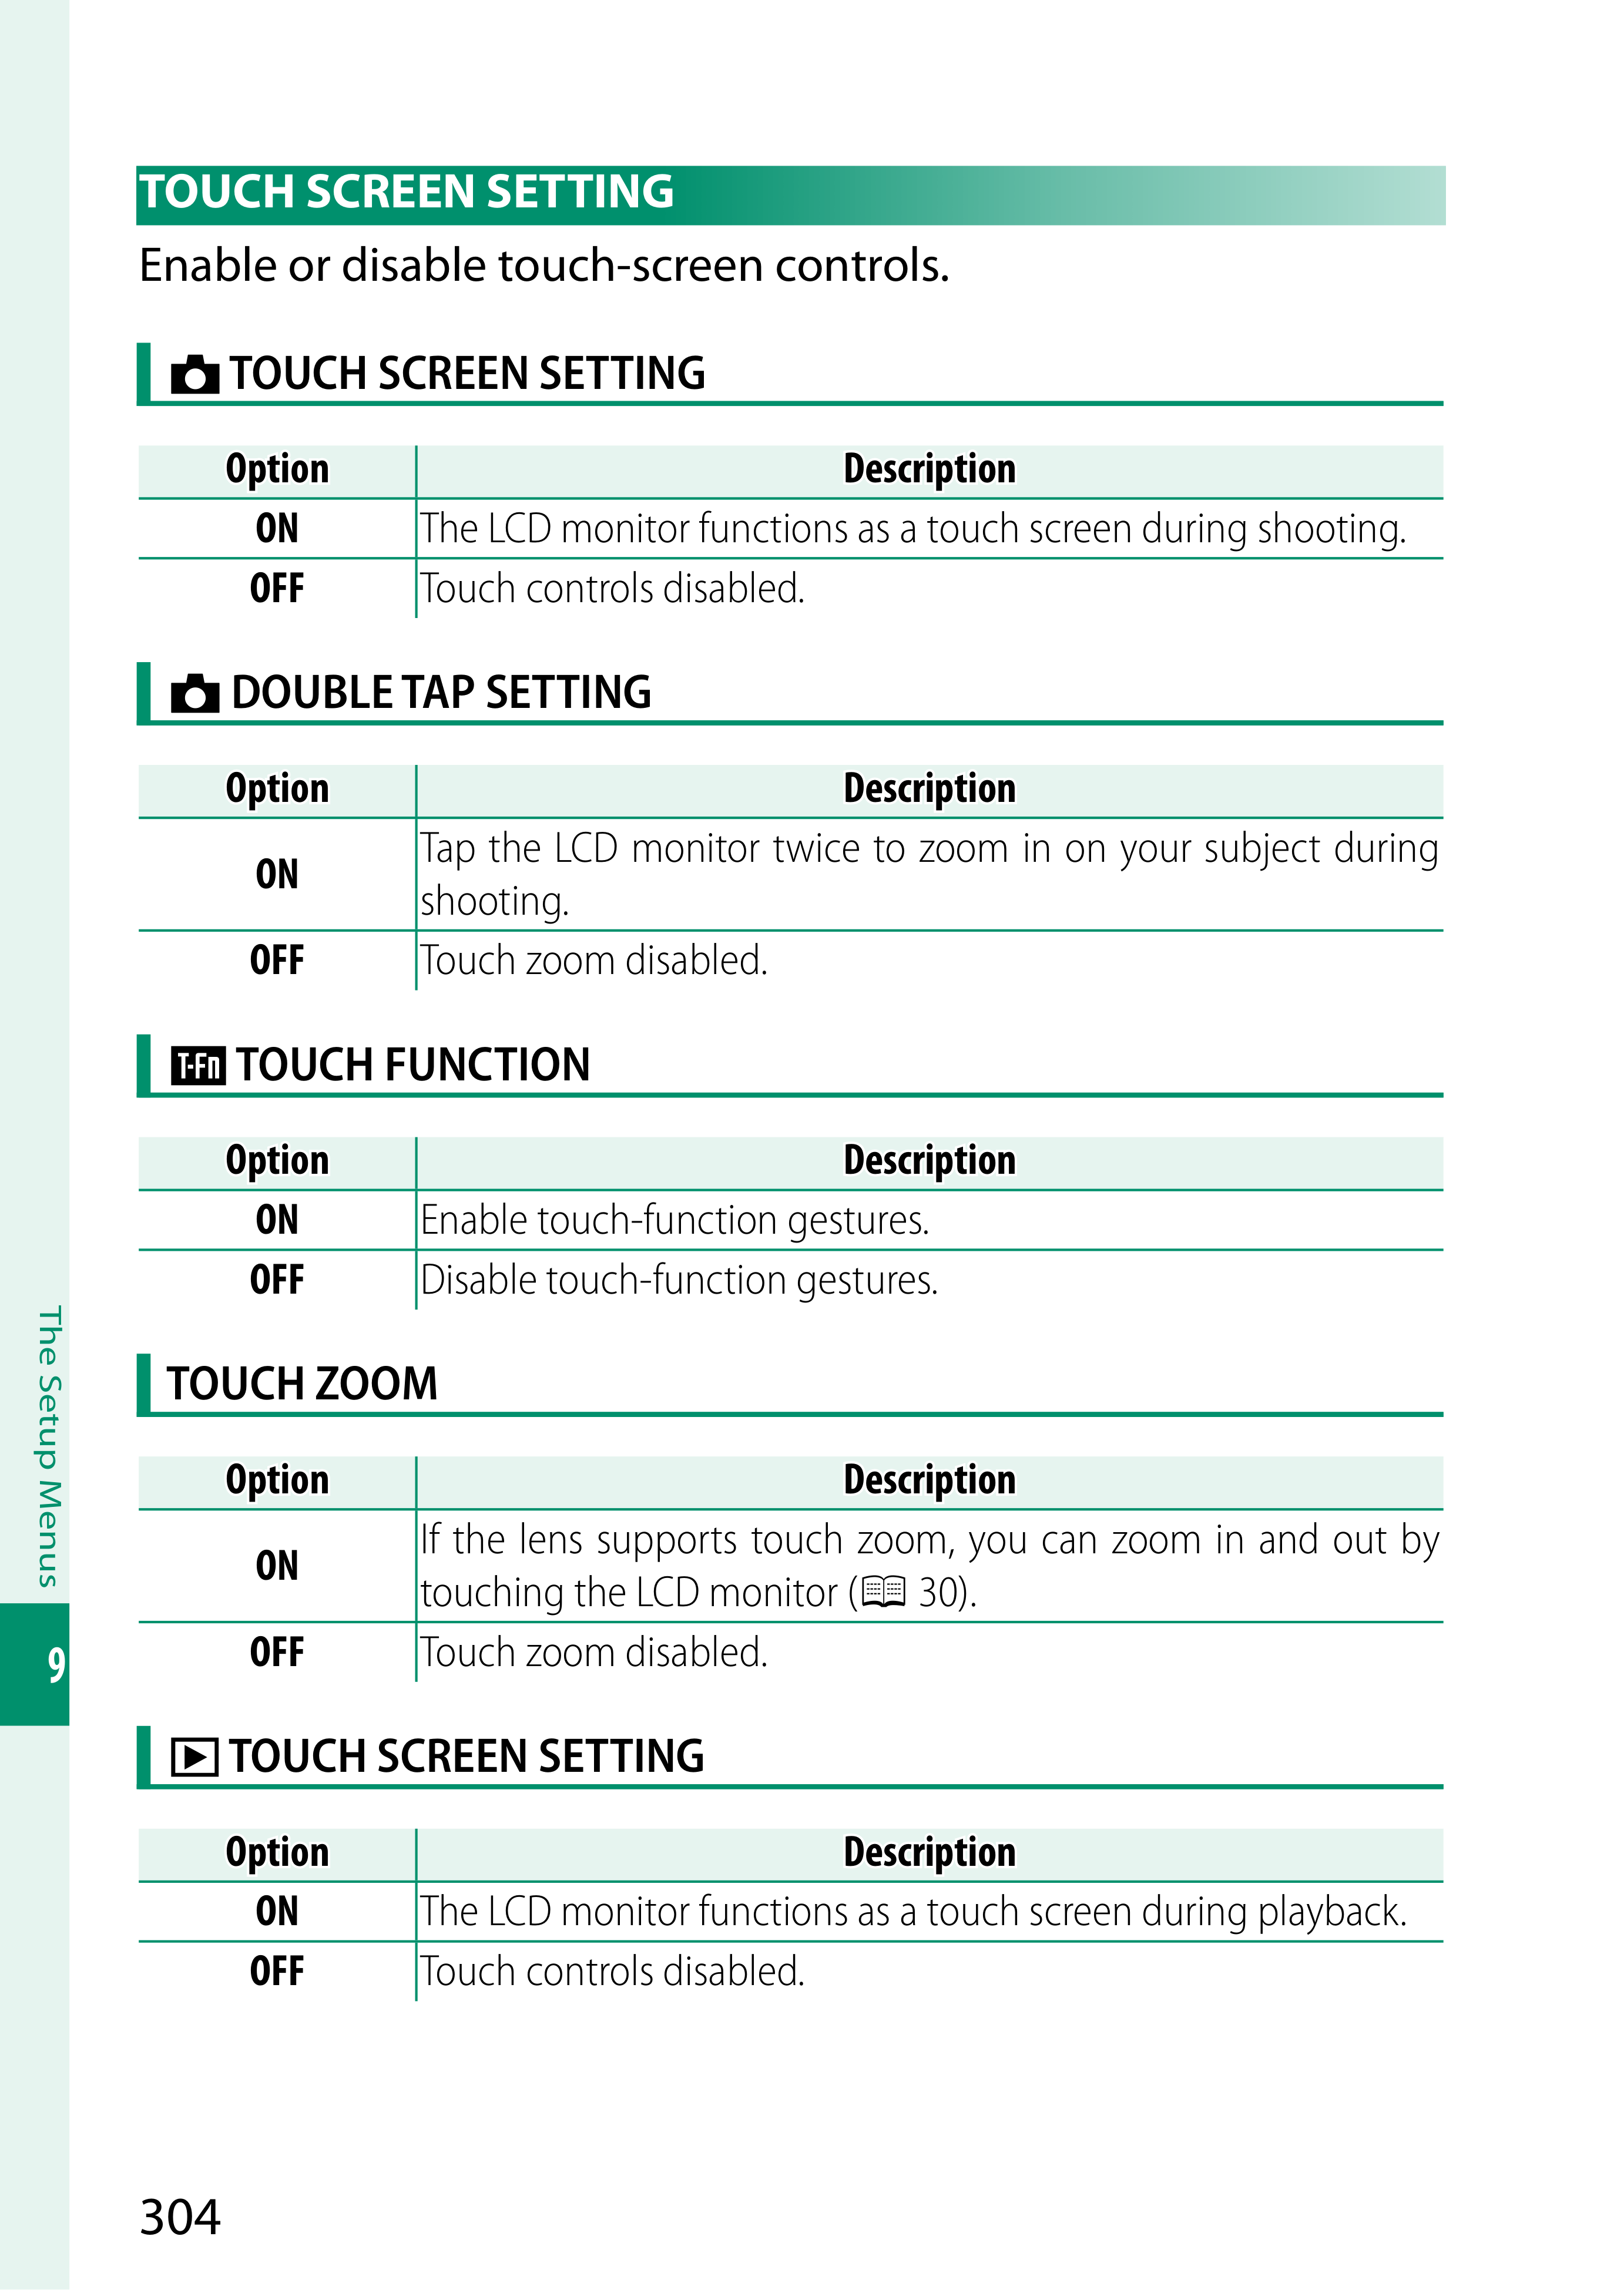 TOUCH SCREEN SETTING
Enable or disable touch-screen controls.
TOUCH SCREEN SETTING
Option Description
ON The LCD monitor functions as a touch screen during shooting.
OFF Touch controls disabled.
DOUBLE TAP SETTING
Option Description
ON Tap the LCD monitor twice to zoom in on your subject during
shooting.
OFF Touch zoom disabled.
T-Fn TOUCH FUNCTION
Option Description
ON Enable touch-function gestures.
OFF Disable touch-function gestures.
TOUCH ZOOM
Option Description
ON If the lens supports touch zoom, you can zoom in and out by
touching the LCD monitor ( 30).
OFF Touch zoom disabled.
TOUCH SCREEN SETTING
Option Description
ON The LCD monitor functions as a touch screen during playback.
OFF Touch controls disabled.
The Setup Menus
9
304